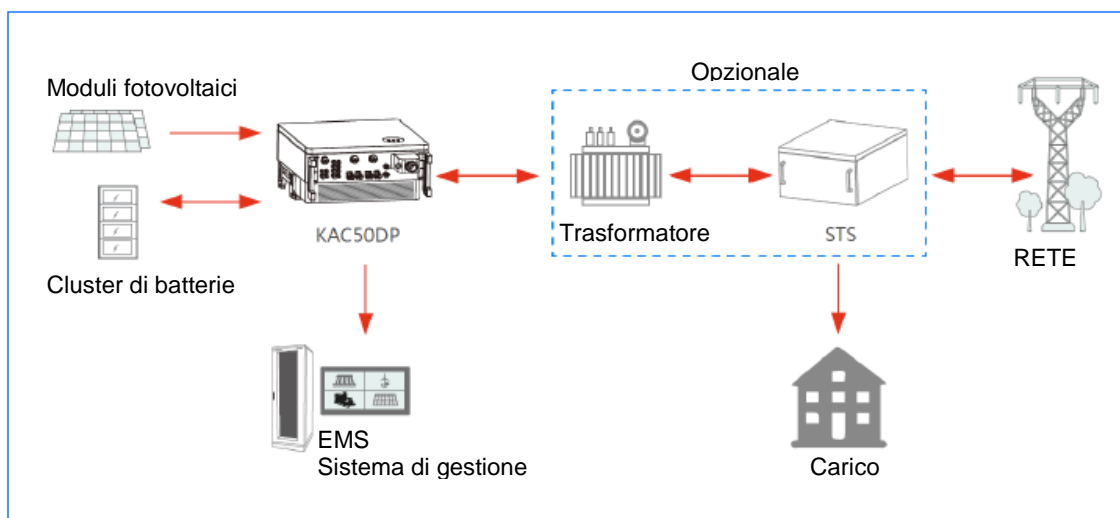 Opzionale
Moduli fotovoltaici
KAC50DP
Trasformatore
STS
RETE
Cluster di batterie
EMS
Sistema di gestione
Carico